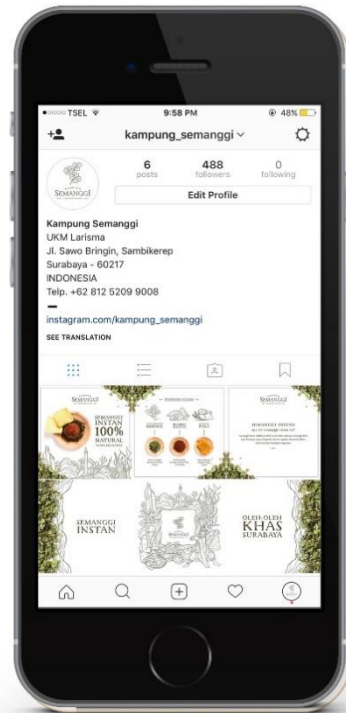 TSEL 9:58 PM 48%
kampung_semanggi
6 488 0
posts followers following
SEMANGGI
Edit Profile
Kampung Semanggi
UKM Larisma
Jl. Sawo Bringin, Sambikerep
Surabaya - 60217
INDONESIA
Telp. +62 812 5209 9008
instagram.com/kampung_semanggi
SEE TRANSLATION
SEMANGGI
SEMANGGI
INSTAN
100%
NATURAL
SEMANGGI
SEMANGGI
INSTAN
OLEH-OLEH
KHAS
SURABAYA